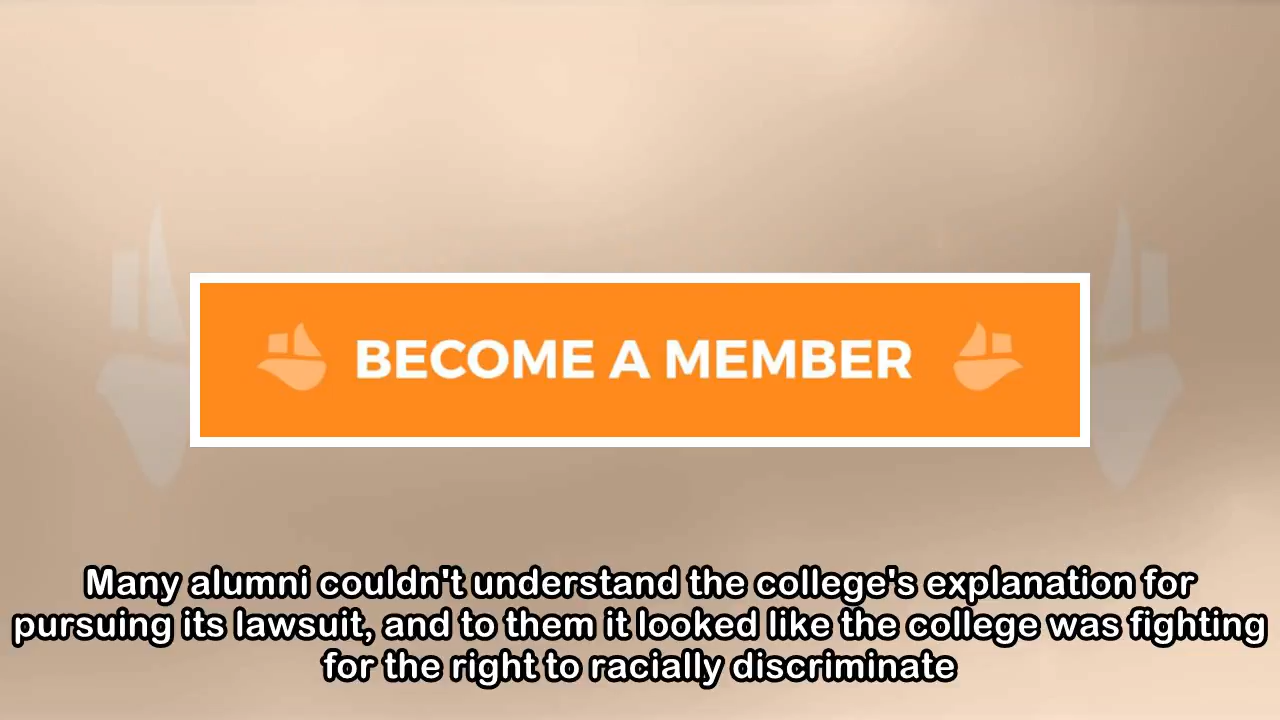 BECOME A MEMBER
Many alumni couldn't understand the college's explanation for
pursuing its lawsuit, and to them it looked like the college was fighting
for the right to racially discriminate